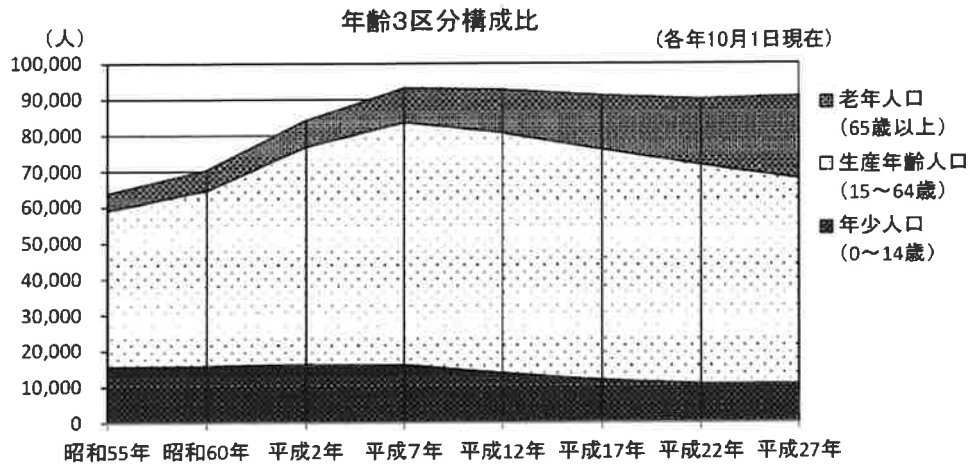 年齢3区分構成比
（人）
（各年10月1日現在）
100,000
90,000
80,000
70,000
60,000
50,000
40,000
30,000
20,000
10,000
0
昭和55年 昭和60年 平成2年 平成7年 平成12年 平成17年 平成22年 平成27年
老年人口
（65歳以上）
生産年齢人口
（15～64歳）
年少人口
（0～14歳）